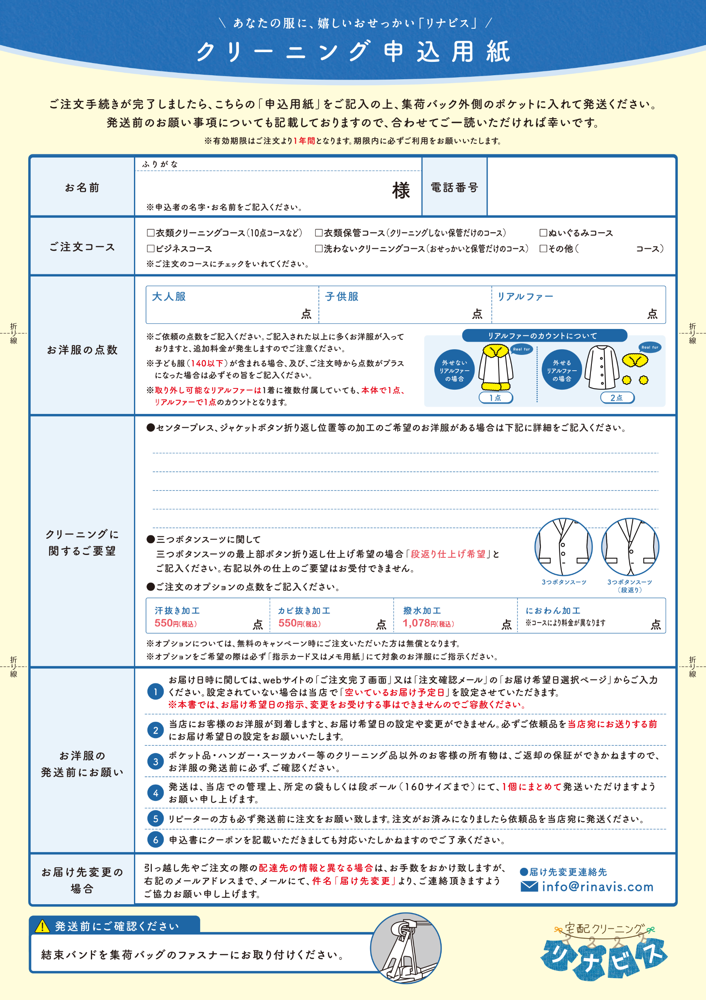 \ あなたの服に、嬉しいおせっかい「リナビス」 /
クリーニング申込用紙
ご注文手続きが完了しましたら、こちらの「申込用紙」をご記入の上、集荷バック外側のポケットに入れて発送ください。
発送前のお願い事項についても記載しておりますので、合わせてご一読いただければ幸いです。
※有効期限はご注文より1年間となります。期限内に必ずご利用をお願いいたします。
お名前
ふりがな
様
※申込者の名字・お名前をご記入ください。
電話番号
ご注文コース
□衣類クリーニングコース（10点コースなど） □衣類保管コース（クリーニングしない保管だけのコース） □ぬいぐるみコース
□ビジネスコース □洗わないクリーニングコース（おせっかいと保管だけのコース） □その他（ コース）
※ご注文のコースにチェックをいれてください。
折り線
折り線
お洋服の点数
大人服 点
子供服 点
リアルファー 点
※ご依頼の点数をご記入ください。ご記入された以上に多くお洋服が入って
おりますと、追加料金が発生しますのでご注意ください。
※子ども服（140以下）が含まれる場合、及び、ご注文時から点数がプラス
になった場合は必ずその旨をご記入ください。
※取り外し可能なリアルファーは1着に複数付属していても、本体で1点、
リアルファーで1点のカウントとなります。
リアルファーのカウントについて
外せない
リアルファー
の場合
Real fur
1点
外せる
リアルファー
の場合
Real fur
2点
クリーニングに
関するご要望
●センタープレス、ジャケットボタン折り返し位置等の加工のご希望のお洋服がある場合は下記に詳細をご記入ください。
●三つボタンスーツに関して
三つボタンスーツの最上部ボタン折り返し仕上げ希望の場合「段返り仕上げ希望」と
ご記入ください。右記以外の仕上のご要望はお受付できません。
3つボタンスーツ
3つボタンスーツ
（段返り）
●ご注文のオプションの点数をご記入ください。
汗抜き加工
550円(税込) 点
カビ抜き加工
550円(税込) 点
撥水加工
1,078円(税込) 点
におわん加工
※コースにより料金が異なります 点
※オプションについては、無料のキャンペーン時にご注文いただいた方は無償となります。
※オプションをご希望の際は必ず「指示カード又はメモ用紙」にて対象のお洋服にご指示ください。
折り線
折り線
お洋服の
発送前にお願い
1 お届け日時に関しては、webサイトの「ご注文完了画面」又は「注文確認メール」の「お届け希望日選択ページ」からご入力
ください。設定されていない場合は当店で「空いているお届け予定日」を設定させていただきます。
※本書では、お届け希望日の指示、変更をお受けする事はできませんのでご容赦ください。
2 当店にお客様のお洋服が到着しますと、お届け希望日の設定や変更ができません。必ずご依頼品を当店宛にお送りする前
にお届け希望日の設定をお願いいたします。
3 ポケット品・ハンガー・スーツカバー等のクリーニング品以外のお客様の所有物は、ご返却の保証ができかねますので、
お洋服の発送前に必ず、ご確認ください。
4 発送は、当店での管理上、所定の袋もしくは段ボール（160サイズまで）にて、1個にまとめて発送いただけますよう
お願い申し上げます。
5 リピーターの方も必ず発送前に注文をお願い致します。注文がお済みになりましたら依頼品を当店宛に発送ください。
6 申込書にクーポンを記載いただきましても対応いたしかねますのでご了承ください。
お届け先変更の
場合
引っ越し先やご注文の際の配達先の情報と異なる場合は、お手数をおかけ致しますが、
右記のメールアドレスまで、メールにて、件名「届け先変更」より、ご連絡頂きますよう
ご協力お願い申し上げます。
●届け先変更連絡先
info@rinavis.com
発送前にご確認ください
結束バンドを集荷バッグのファスナーにお取り付けください。
宅配クリーニング
リナビス